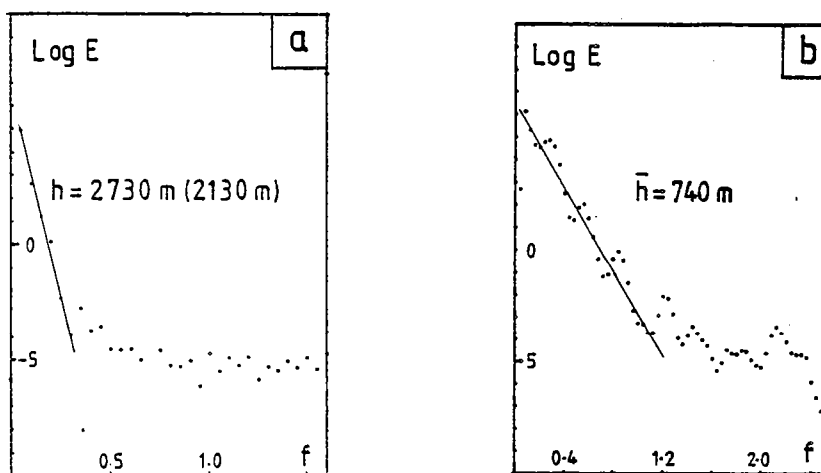 a
Log E
h = 2730 m (2130 m)
0
-5
0·5
1·0
f
b
Log E
h̄ = 740 m
0
5
0·4
1·2
2·0
f